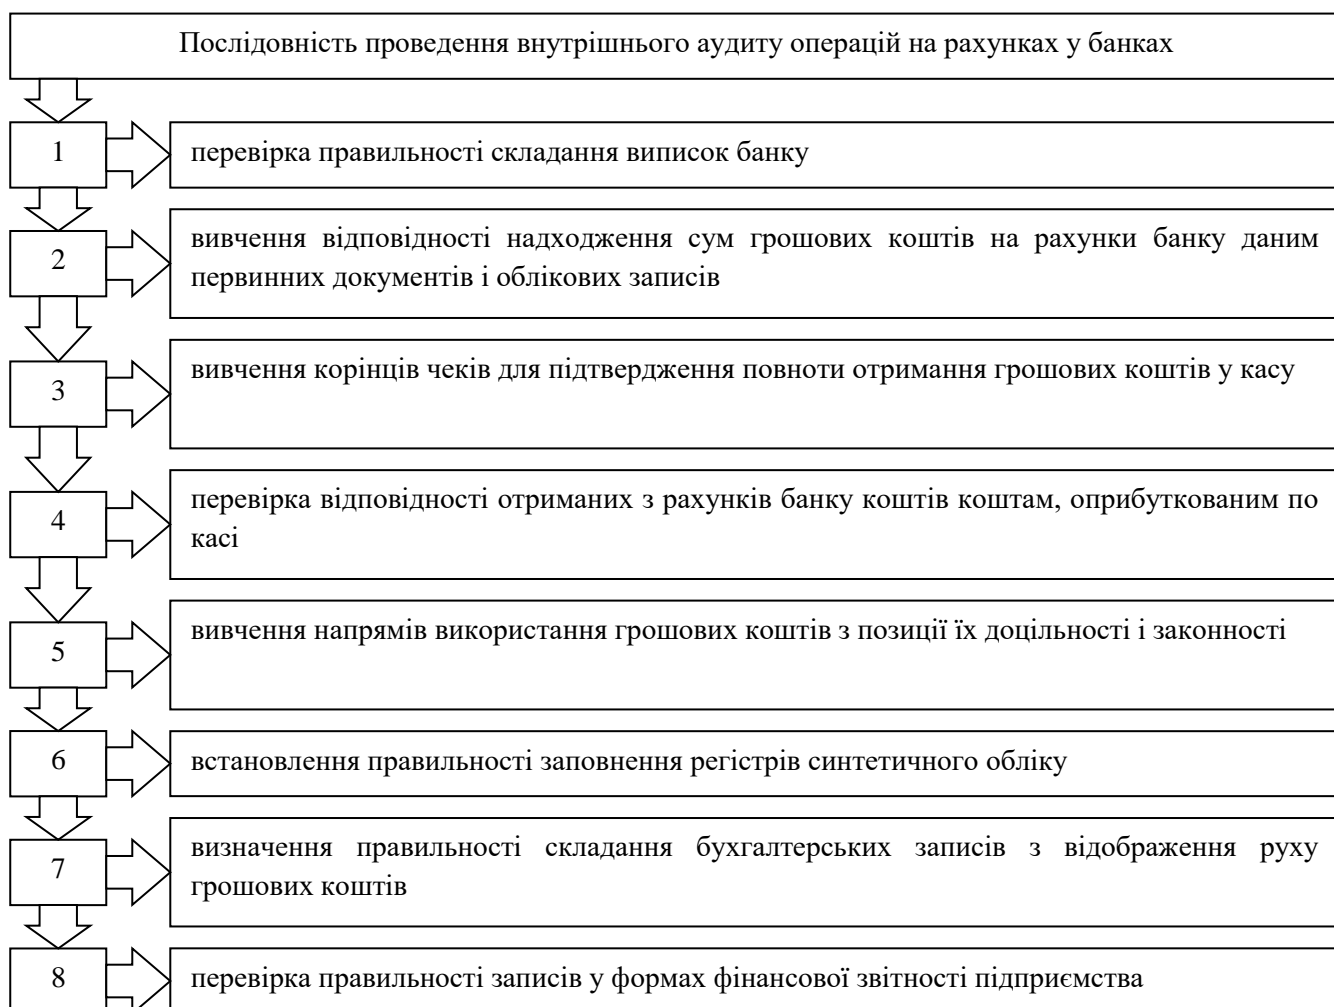 Послідовність проведення внутрішнього аудиту операцій на рахунках у банках
1
перевірка правильності складання виписок банку
2
вивчення відповідності надходження сум грошових коштів на рахунки банку даним
первинних документів і облікових записів
3
вивчення корінців чеків для підтвердження повноти отримання грошових коштів у касу
4
перевірка відповідності отриманих з рахунків банку коштів коштам, оприбуткованим по
касі
5
вивчення напрямів використання грошових коштів з позиції їх доцільності і законності
6
встановлення правильності заповнення регістрів синтетичного обліку
7
визначення правильності складання бухгалтерських записів з відображення руху
грошових коштів
8
перевірка правильності записів у формах фінансової звітності підприємства